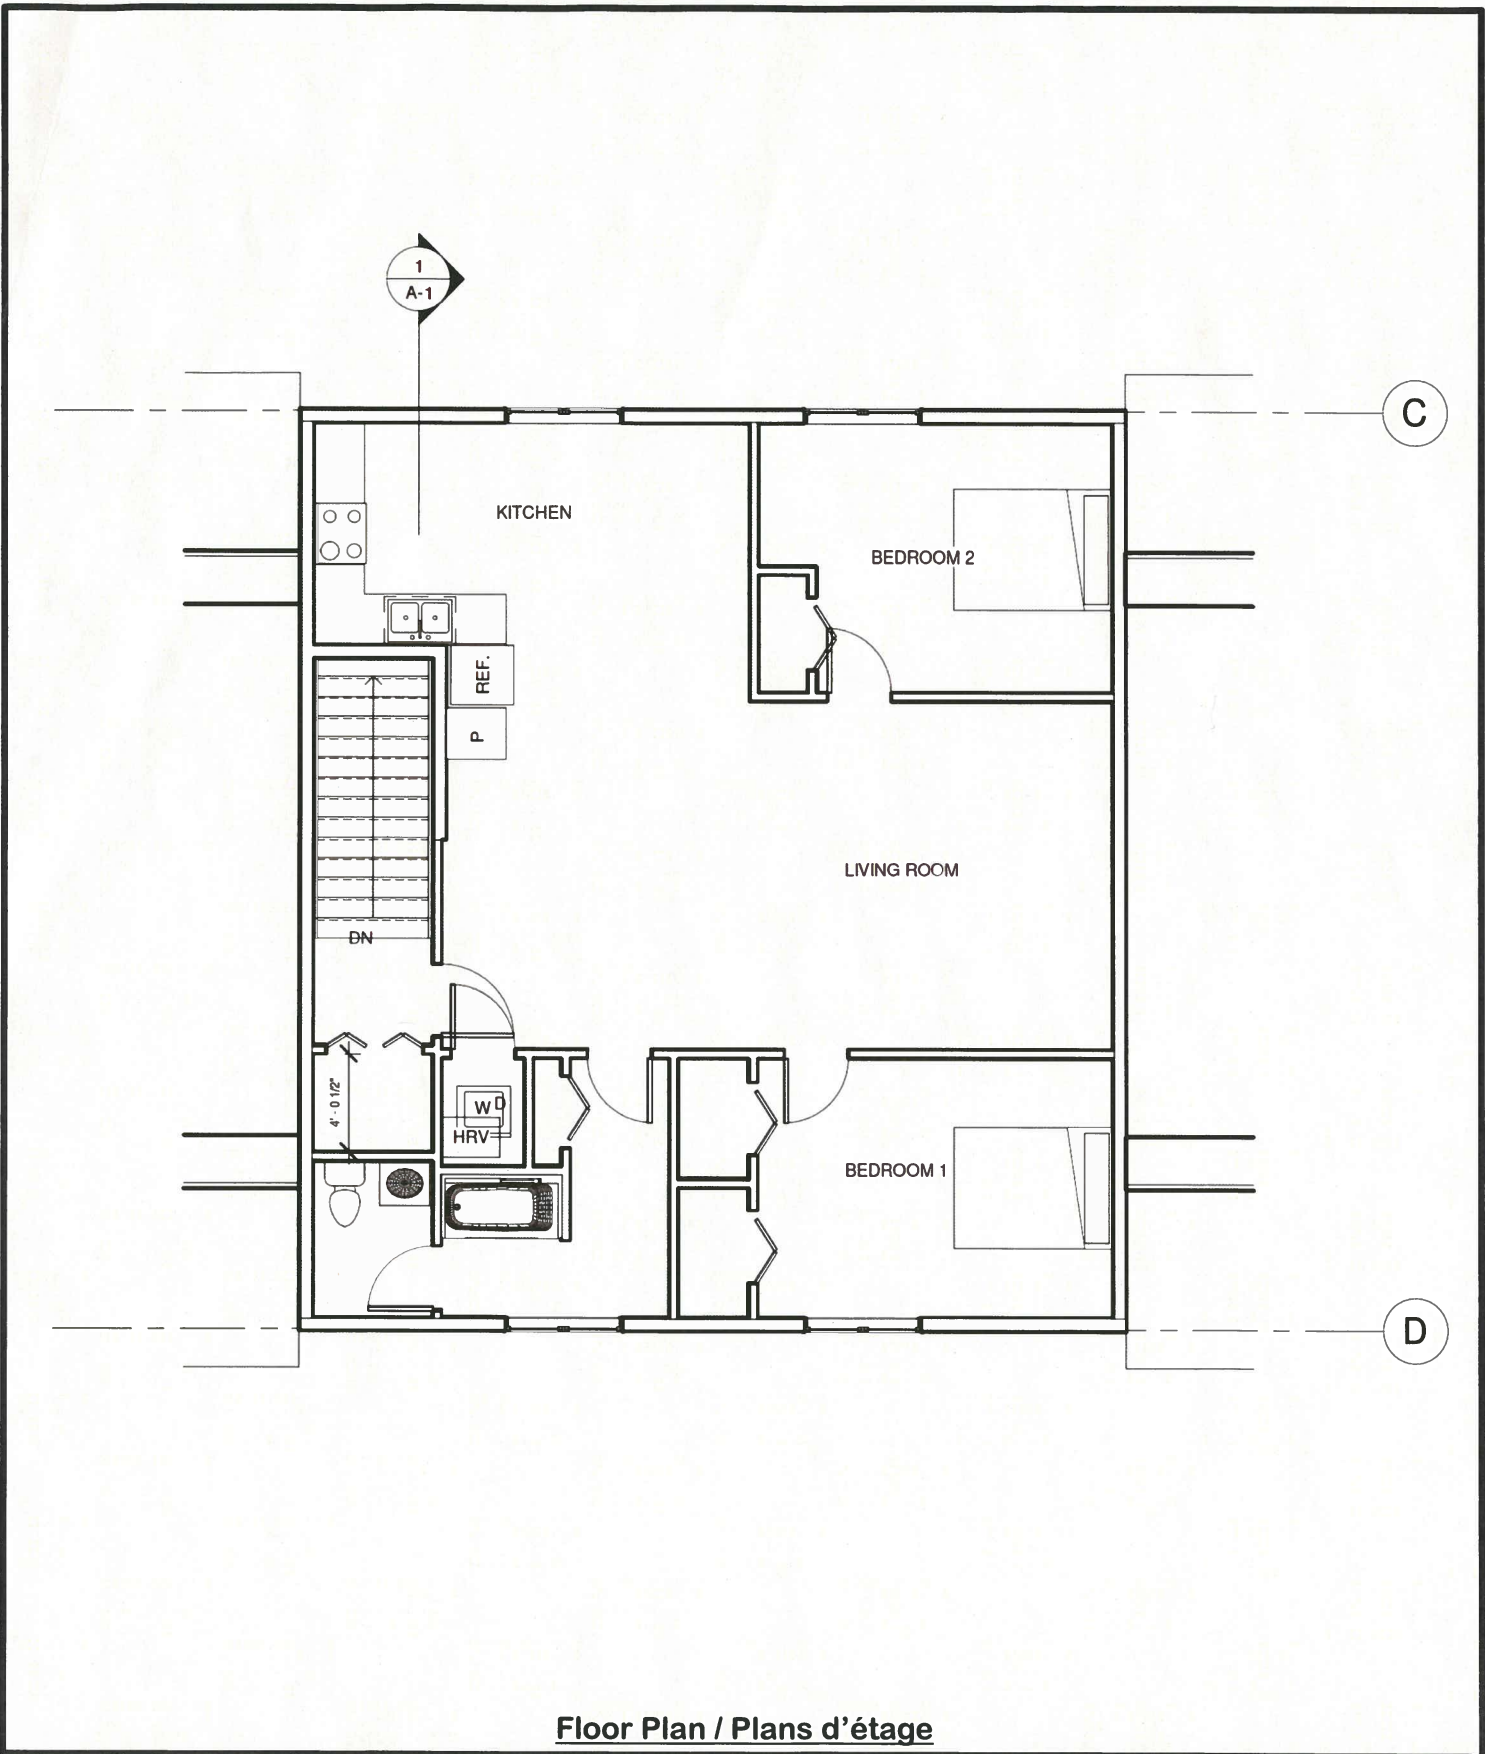 1
A-1
C
KITCHEN
BEDROOM 2
REF.
P
LIVING ROOM
DN
4' - 0 1/2"
W D
HRV
BEDROOM 1
D
Floor Plan / Plans d'étage